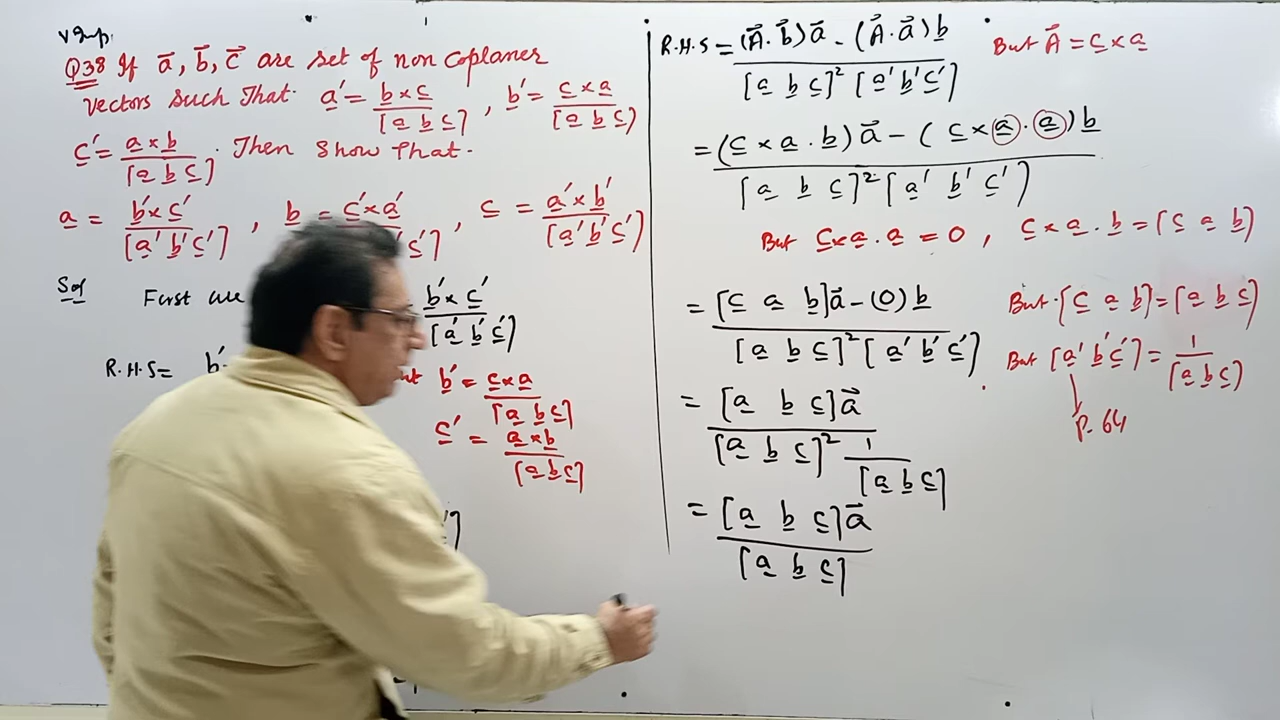 v Imp.
Q38 If a⃗, b⃗, c⃗ are set of non coplaner
vectors such That a̲' = b̲ × c̲ / [a̲ b̲ c̲] , b̲' = c̲ × a̲ / [a̲ b̲ c̲]
c̲' = a̲ × b̲ / [a̲ b̲ c̲] . Then Show That.
a̲ = b̲' × c̲' / [a̲' b̲' c̲'] , b̲ = c̲' × a̲' / c̲'] , c̲ = a̲' × b̲' / [a̲' b̲' c̲']
Sol First we b̲' × c̲' / [a̲' b̲' c̲']
R.H.S = b̲' b̲' = c̲ × a̲ / [a̲ b̲ c̲]
c̲' = a̲ × b̲ / [a̲ b̲ c̲]
R.H.S = (A⃗ . b⃗) a⃗ - (A⃗ . a⃗) b̲ / [a̲ b̲ c̲]² [a̲' b̲' c̲'] But A⃗ = c̲ × a̲
= (c̲ × a̲ . b̲) a⃗ - (c̲ × a̲ . a̲) b̲ / [a̲ b̲ c̲]² [a̲' b̲' c̲']
But c̲ × a̲ . a̲ = 0 , c̲ × a̲ . b̲ = [c̲ a̲ b̲]
= [c̲ a̲ b̲] a⃗ - (0) b̲ / [a̲ b̲ c̲]² [a̲' b̲' c̲'] But [c̲ a̲ b̲] = [a̲ b̲ c̲]
But [a̲' b̲' c̲'] = 1 / [a̲ b̲ c̲]
P. 64
= [a̲ b̲ c̲] a⃗ / [a̲ b̲ c̲]² 1 / [a̲ b̲ c̲]
= [a̲ b̲ c̲] a⃗ / [a̲ b̲ c̲]